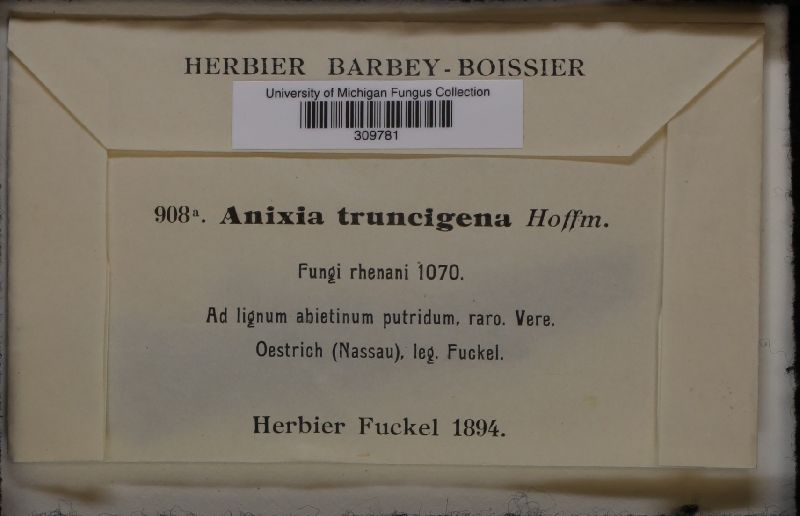 HERBIER BARBEY-BOISSIER
University of Michigan Fungus Collection
309781
908ª. Anixia truncigena Hoffm.
Fungi rhenani 1070.
Ad lignum abietinum putridum, raro. Vere.
Oestrich (Nassau), leg. Fuckel.
Herbier Fuckel 1894.